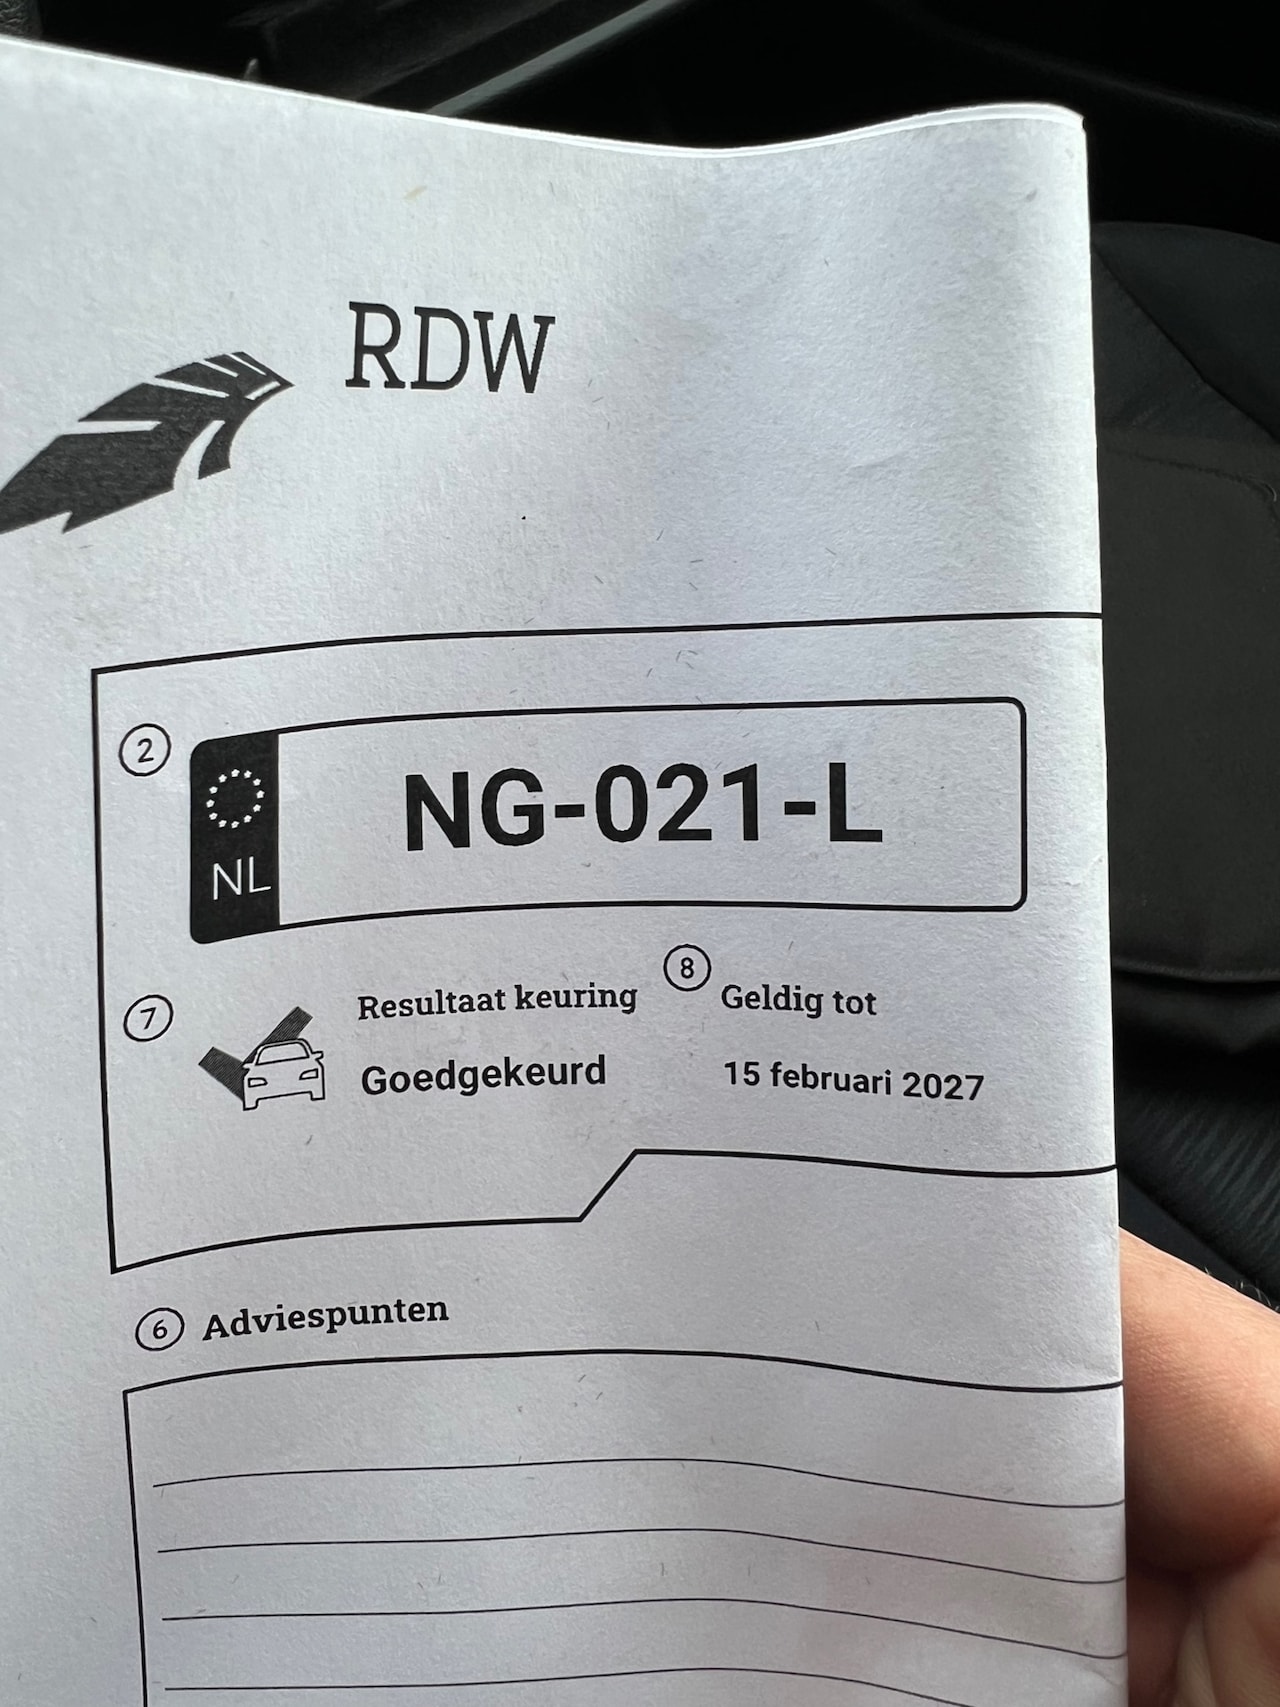 RDW
2
NL
NG-021-L
7
Resultaat keuring
8
Geldig tot
Goedgekeurd
15 februari 2027
6 Adviespunten